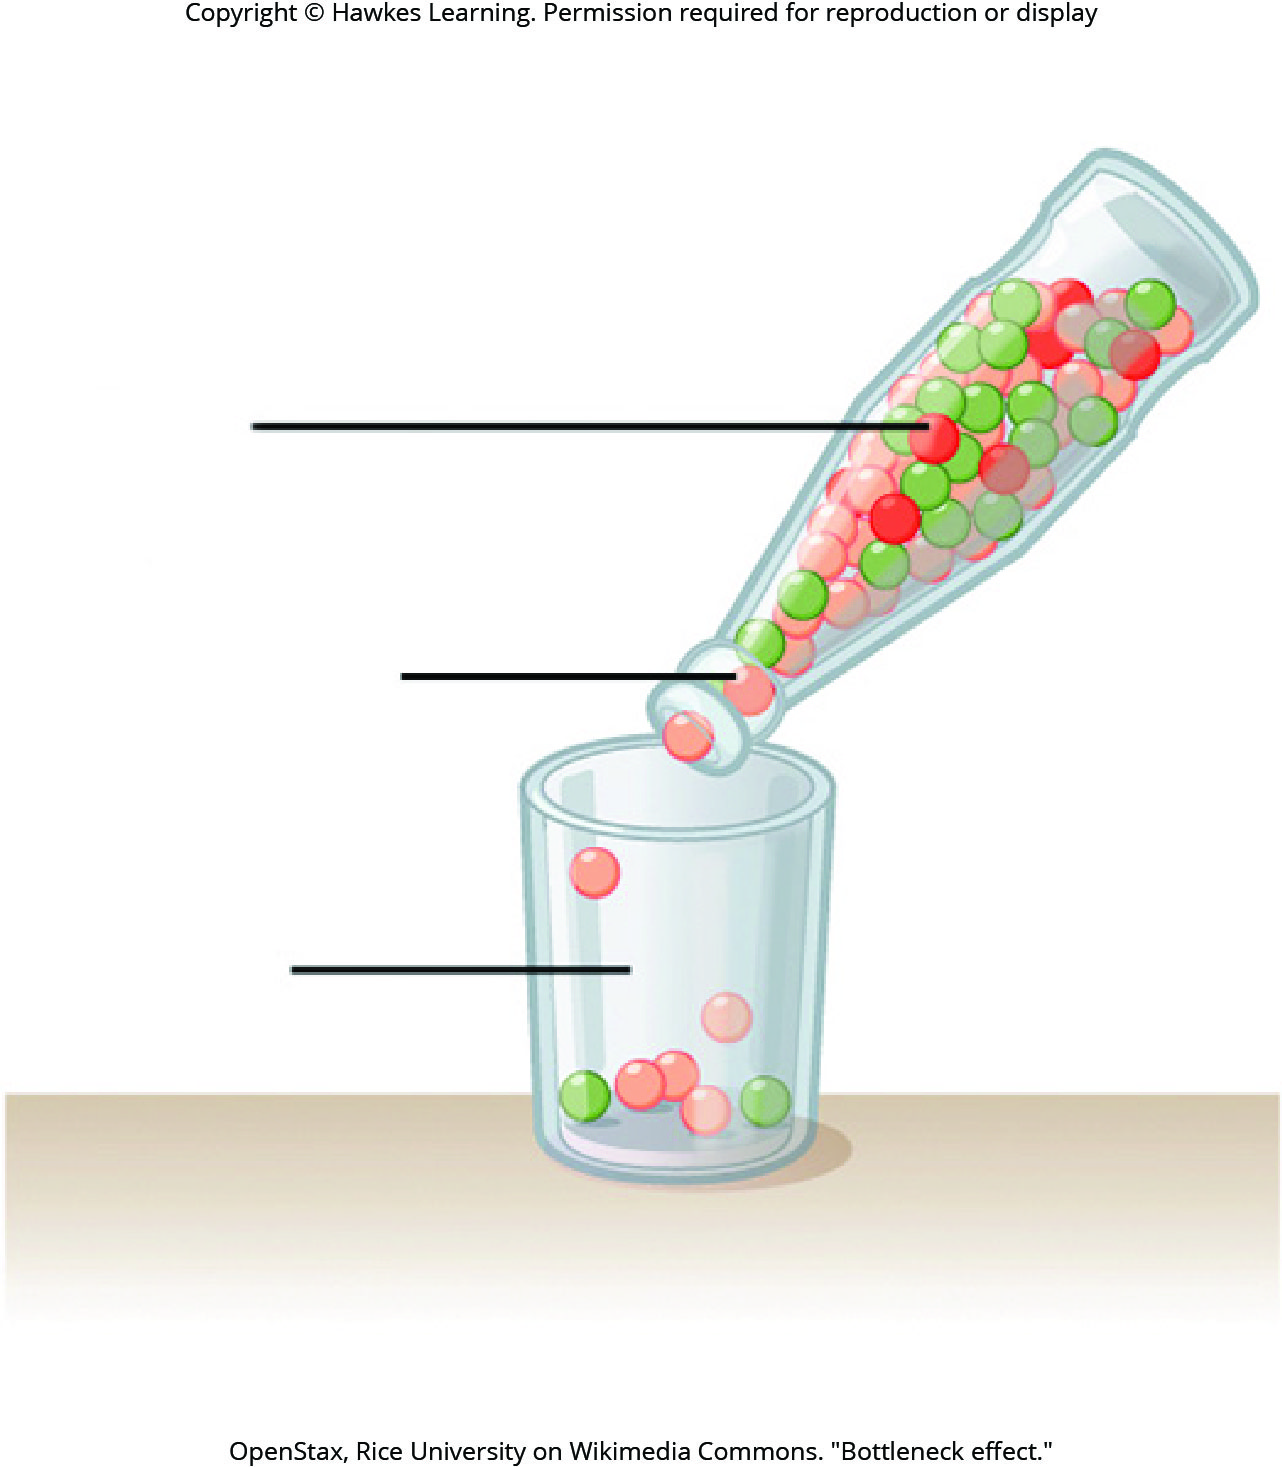 Copyright © Hawkes Learning. Permission required for reproduction or display
OpenStax, Rice University on Wikimedia Commons. "Bottleneck effect."